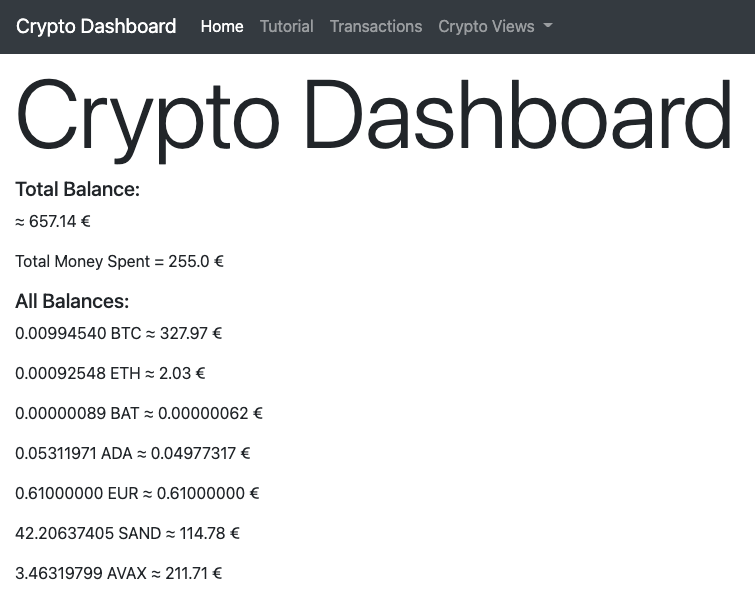 Crypto Dashboard Home Tutorial Transactions Crypto Views
Crypto Dashboard
Total Balance:
≈ 657.14 €
Total Money Spent = 255.0 €
All Balances:
0.00994540 BTC ≈ 327.97 €
0.00092548 ETH ≈ 2.03 €
0.00000089 BAT ≈ 0.00000062 €
0.05311971 ADA ≈ 0.04977317 €
0.61000000 EUR ≈ 0.61000000 €
42.20637405 SAND ≈ 114.78 €
3.46319799 AVAX ≈ 211.71 €